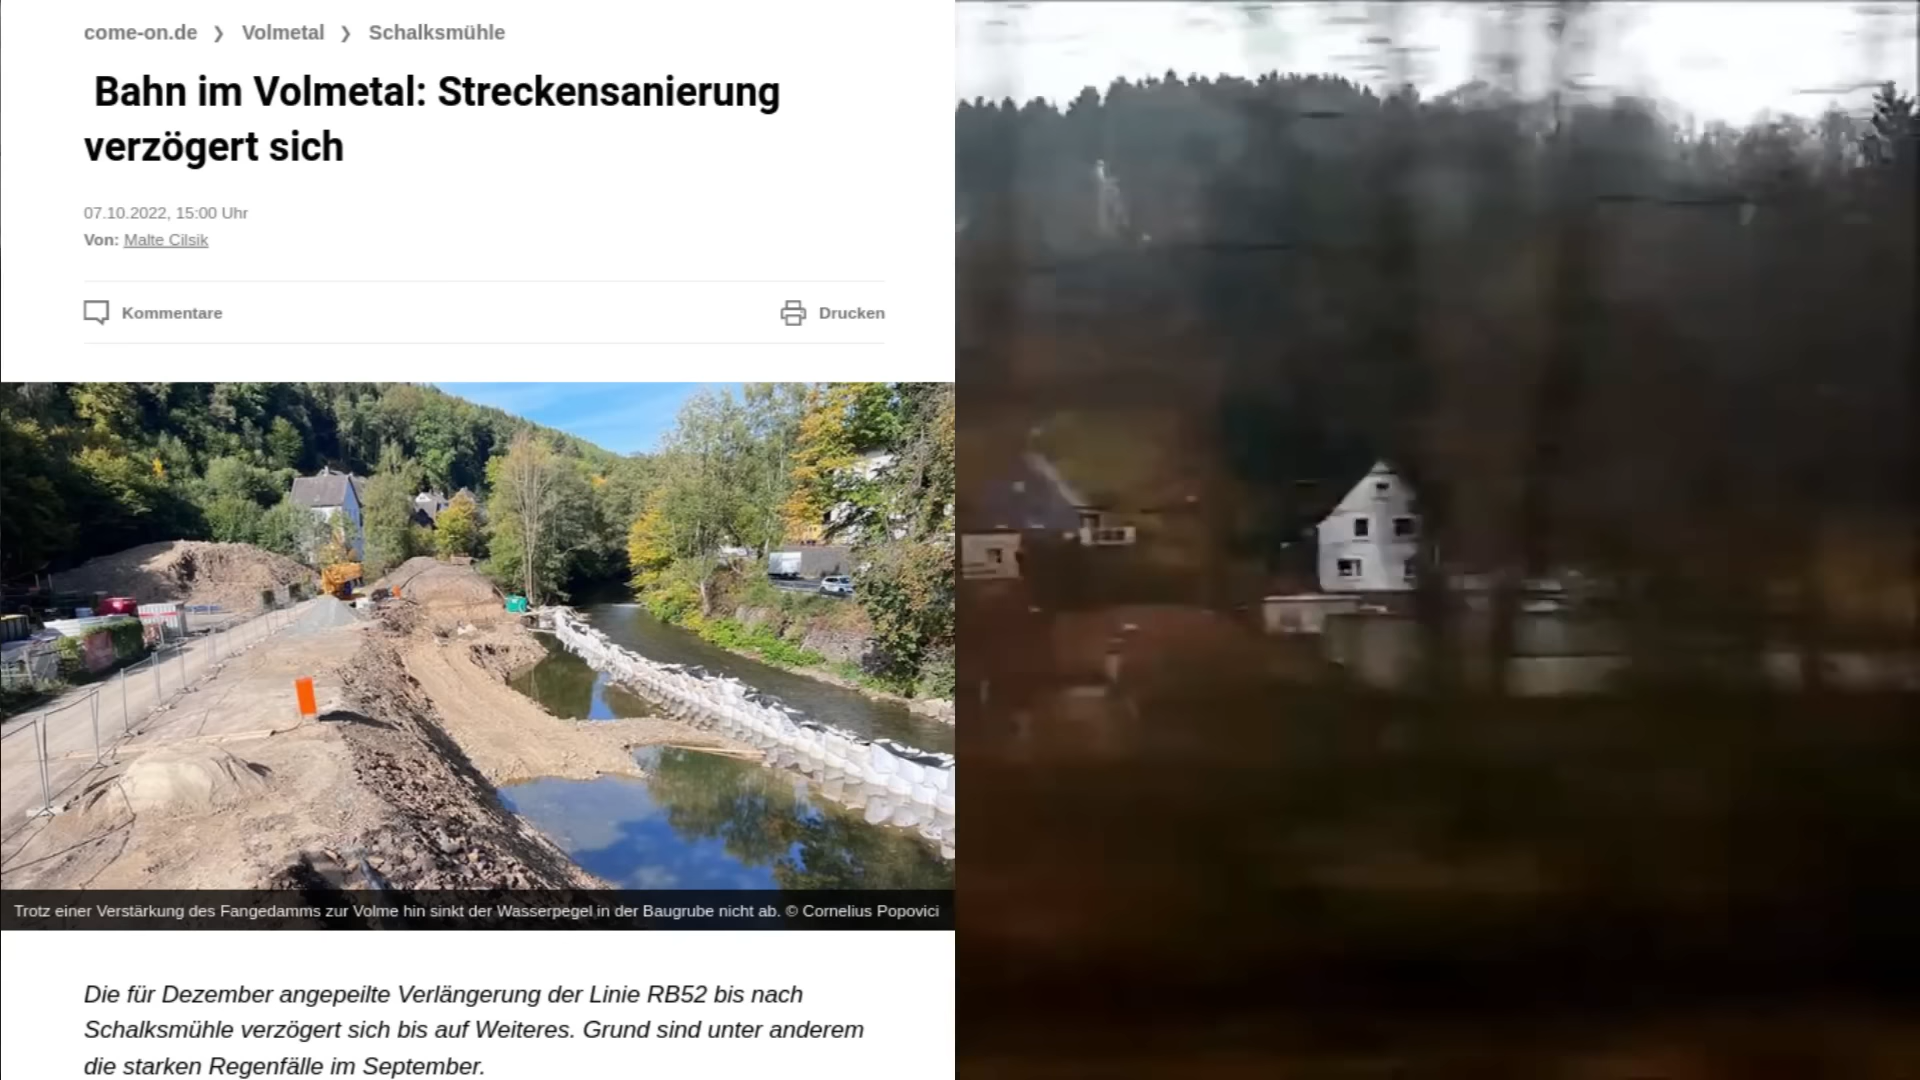 come-on.de ❯ Volmetal ❯ Schalksmühle
Bahn im Volmetal: Streckensanierung
verzögert sich
07.10.2022, 15:00 Uhr
Von: Malte Cilsik
Kommentare
Drucken
Trotz einer Verstärkung des Fangedamms zur Volme hin sinkt der Wasserpegel in der Baugrube nicht ab. © Cornelius Popovici
Die für Dezember angepeilte Verlängerung der Linie RB52 bis nach
Schalksmühle verzögert sich bis auf Weiteres. Grund sind unter anderem
die starken Regenfälle im September.